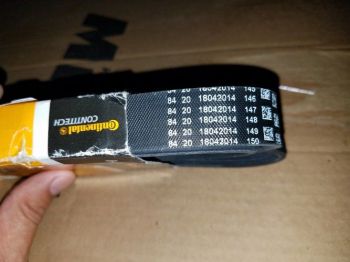 Continental
CONTITECH
84 20 18042014 145
84 20 18042014 146
84 20 18042014 147
84 20 18042014 148
84 20 18042014 149
84 20 18042014 150